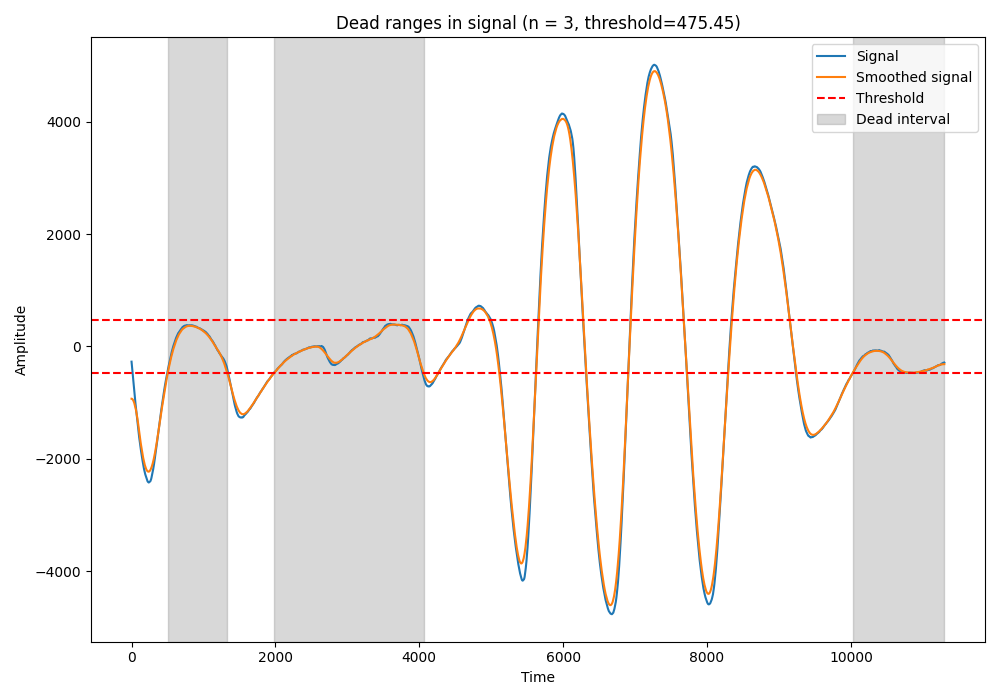 Dead ranges in signal (n = 3, threshold=475.45)
Signal
Smoothed signal
Threshold
Dead interval
Amplitude
4000
2000
0
−2000
−4000
0 2000 4000 6000 8000 10000
Time